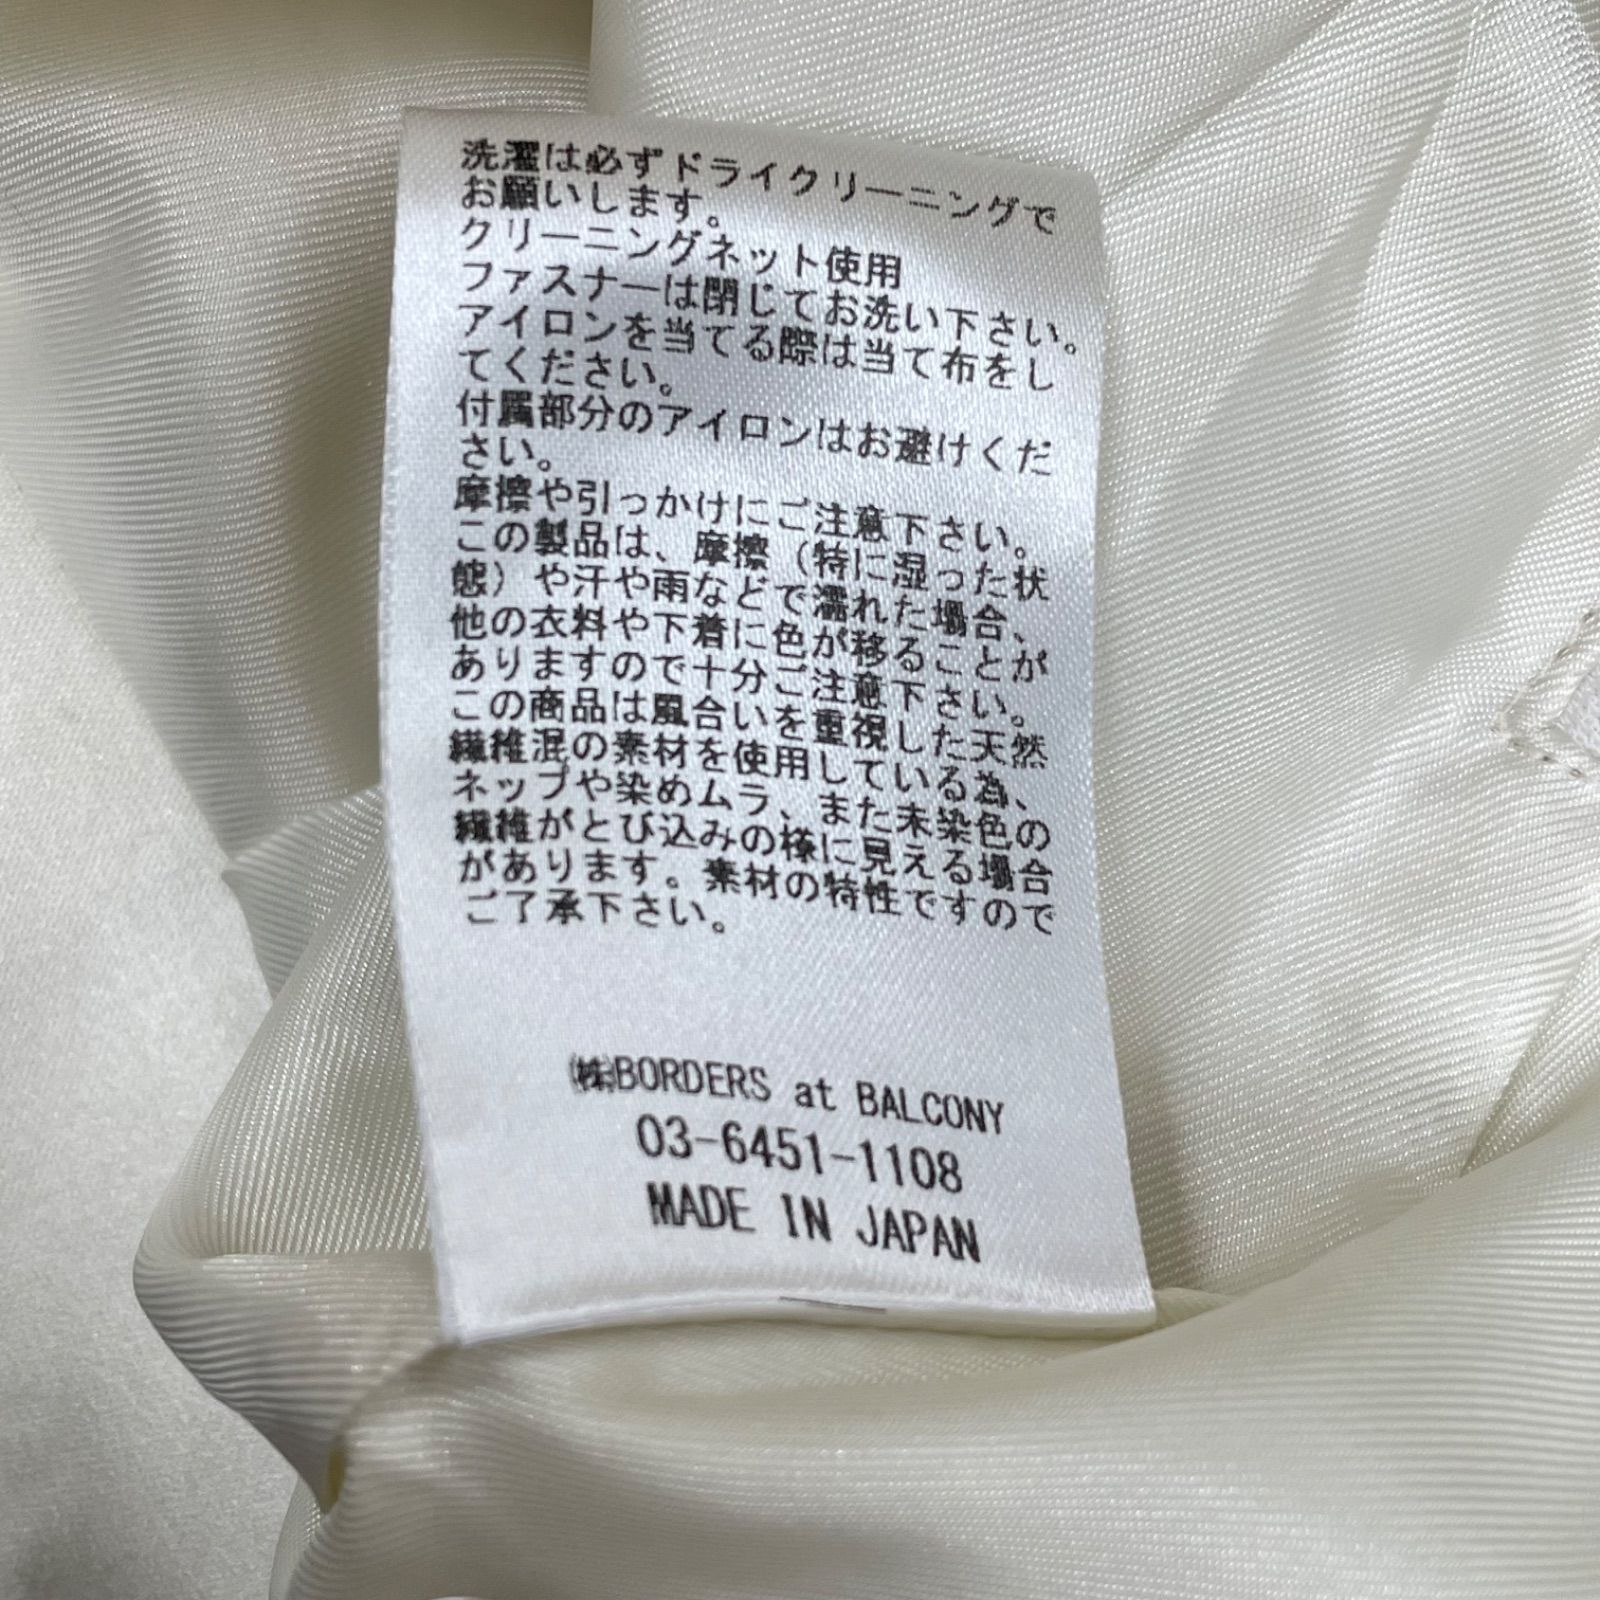 洗濯は必ずドライクリーニングで
お願いします。
クリーニングネット使用
ファスナーは閉じてお洗い下さい。
アイロンを当てる際は当て布をし
てください。
付属部分のアイロンはお避けくだ
さい。
摩擦や引っかけにご注意下さい。
この製品は、摩擦（特に湿った状
態）や汗や雨などで濡れた場合、
他の衣料や下着に色が移ることが
ありますので十分ご注意下さい。
この商品は風合いを重視した天然
繊維混の素材を使用している為、
ネップや染めムラ、また未染色の
繊維がとび込みの様に見える場合
があります。素材の特性ですので
ご了承下さい。
㈱BORDERS at BALCONY
03-6451-1108
MADE IN JAPAN